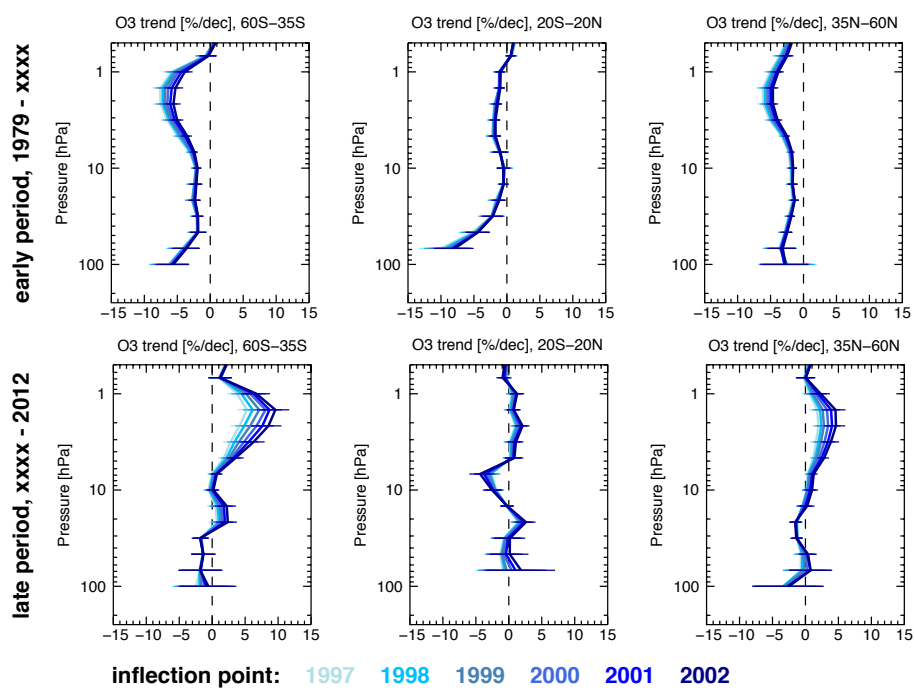 O3 trend [%/dec], 60S−35S
O3 trend [%/dec], 20S−20N
O3 trend [%/dec], 35N−60N
early period, 1979 - xxxx
Pressure [hPa]
1
10
100
−15 −10 −5 0 5 10 15
Pressure [hPa]
1
10
100
−15 −10 −5 0 5 10 15
Pressure [hPa]
1
10
100
−15 −10 −5 0 5 10 15
O3 trend [%/dec], 60S−35S
O3 trend [%/dec], 20S−20N
O3 trend [%/dec], 35N−60N
late period, xxxx - 2012
Pressure [hPa]
1
10
100
−15 −10 −5 0 5 10 15
Pressure [hPa]
1
10
100
−15 −10 −5 0 5 10 15
Pressure [hPa]
1
10
100
−15 −10 −5 0 5 10 15
inflection point: 1997 1998 1999 2000 2001 2002